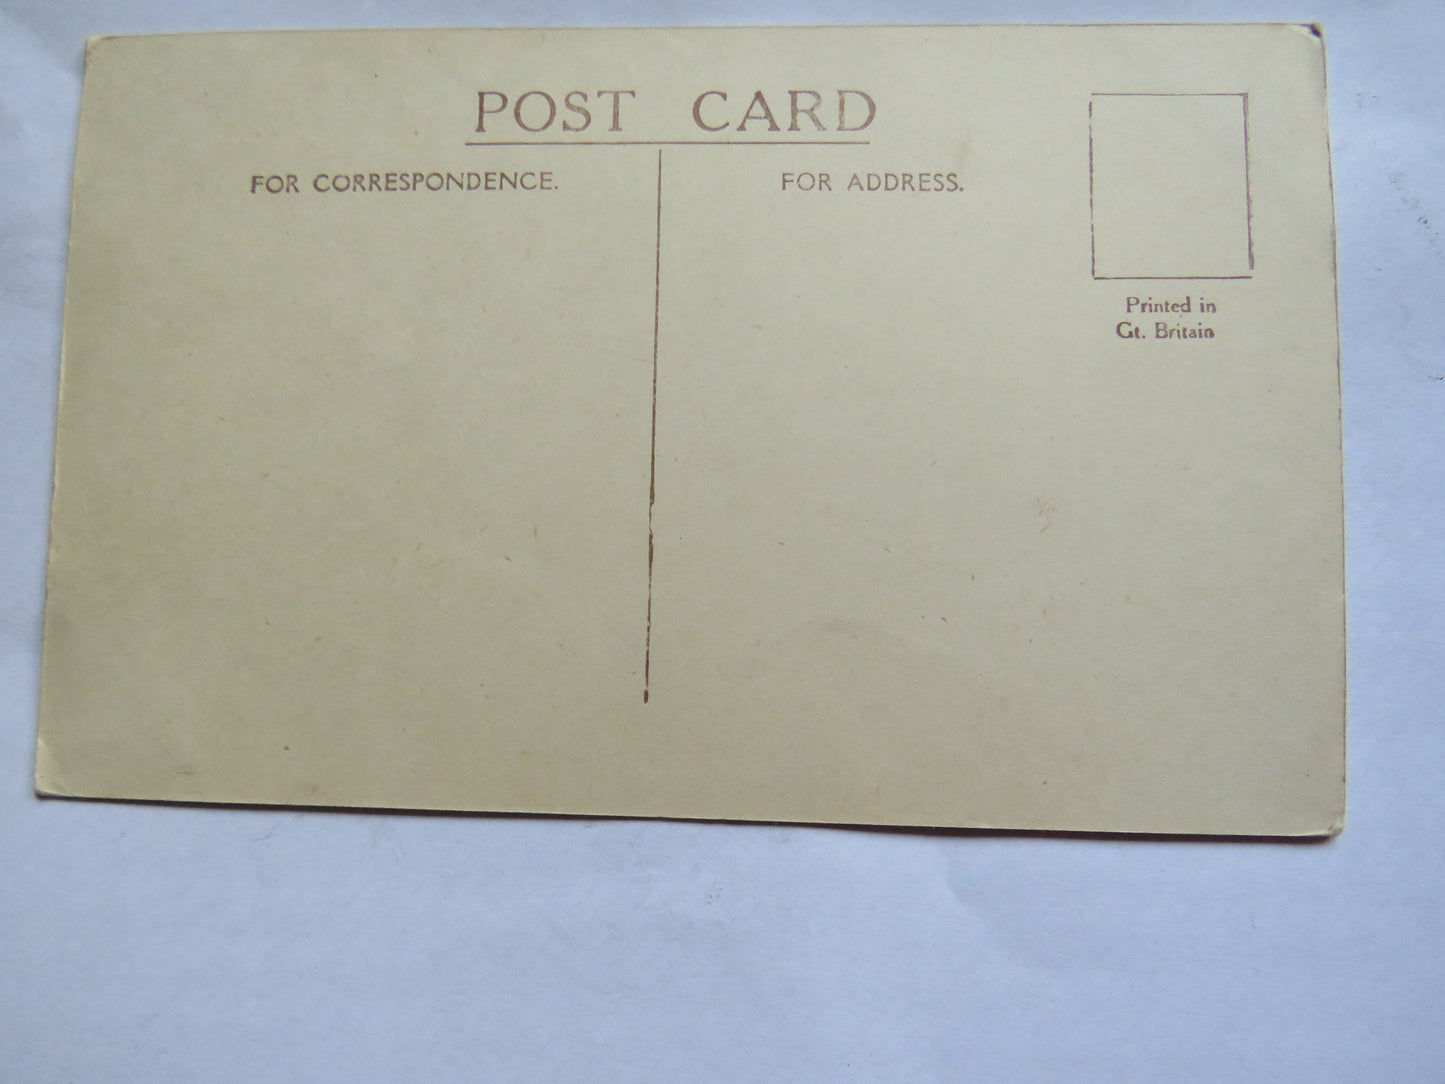 POST CARD
FOR CORRESPONDENCE.
FOR ADDRESS.
Printed in
Gt. Britain